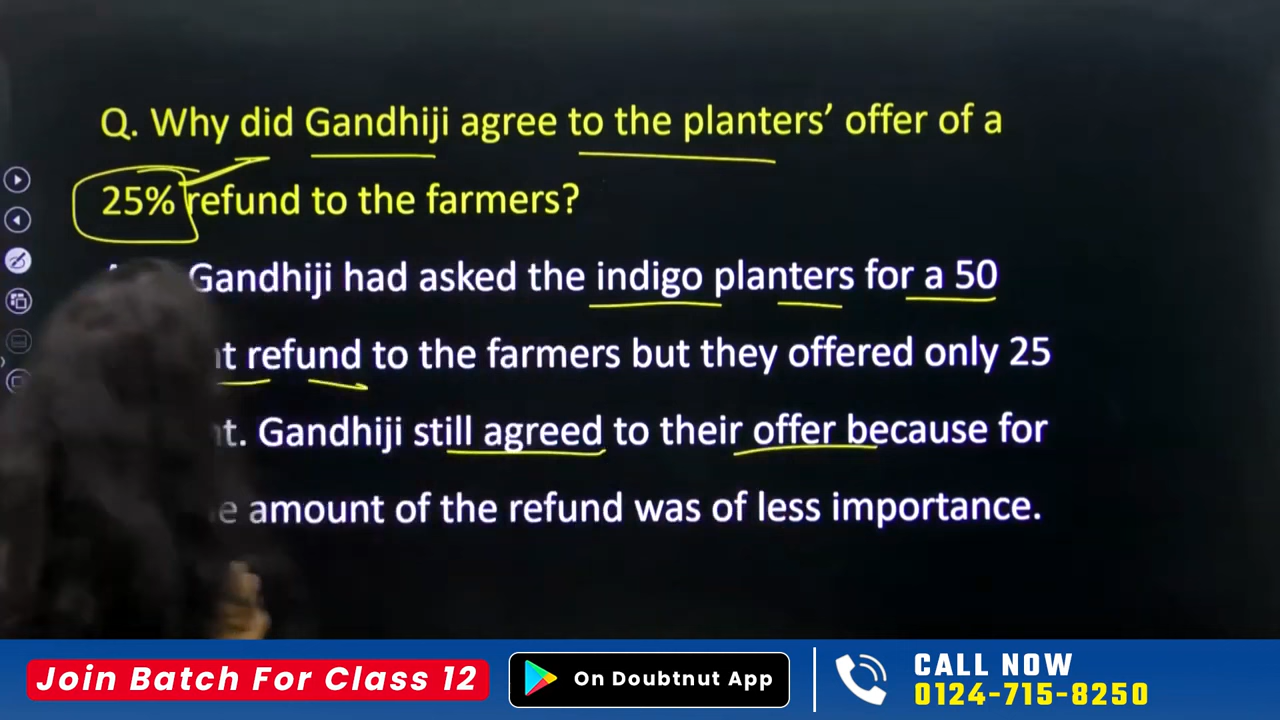 Q. Why did Gandhiji agree to the planters’ offer of a
25% refund to the farmers?
Gandhiji had asked the indigo planters for a 50
refund to the farmers but they offered only 25
Gandhiji still agreed to their offer because for
amount of the refund was of less importance.
Join Batch For Class 12
On Doubtnut App
CALL NOW
0124-715-8250